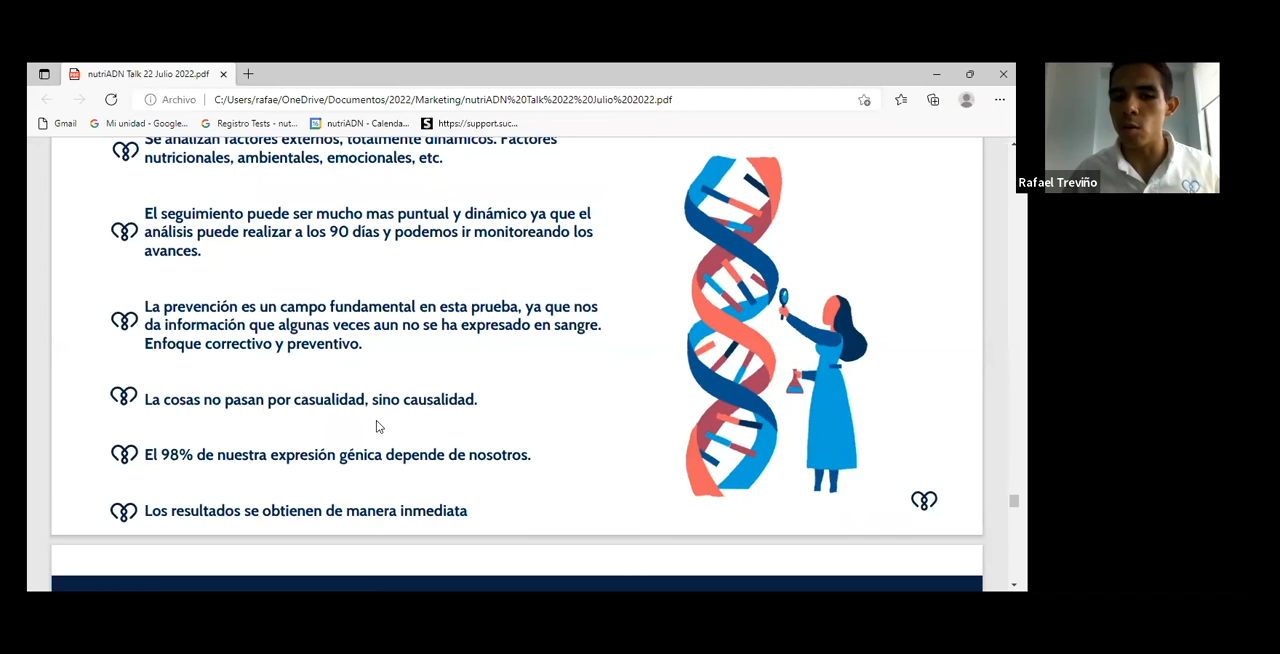 nutriADN Talk 22 Julio 2022.pdf
Archivo
C:/Users/rafae/OneDrive/Documentos/2022/Marketing/nutriADN%20Talk%2022%20Julio%202022.pdf
Gmail
Mi unidad - Google...
Registro Tests - nut...
nutriADN - Calenda...
https://support.suc...
Rafael Treviño
Se analizan factores externos, totalmente dinámicos. Factores
nutricionales, ambientales, emocionales, etc.
El seguimiento puede ser mucho mas puntual y dinámico ya que el
análisis puede realizar a los 90 días y podemos ir monitoreando los
avances.
La prevención es un campo fundamental en esta prueba, ya que nos
da información que algunas veces aun no se ha expresado en sangre.
Enfoque correctivo y preventivo.
La cosas no pasan por casualidad, sino causalidad.
El 98% de nuestra expresión génica depende de nosotros.
Los resultados se obtienen de manera inmediata